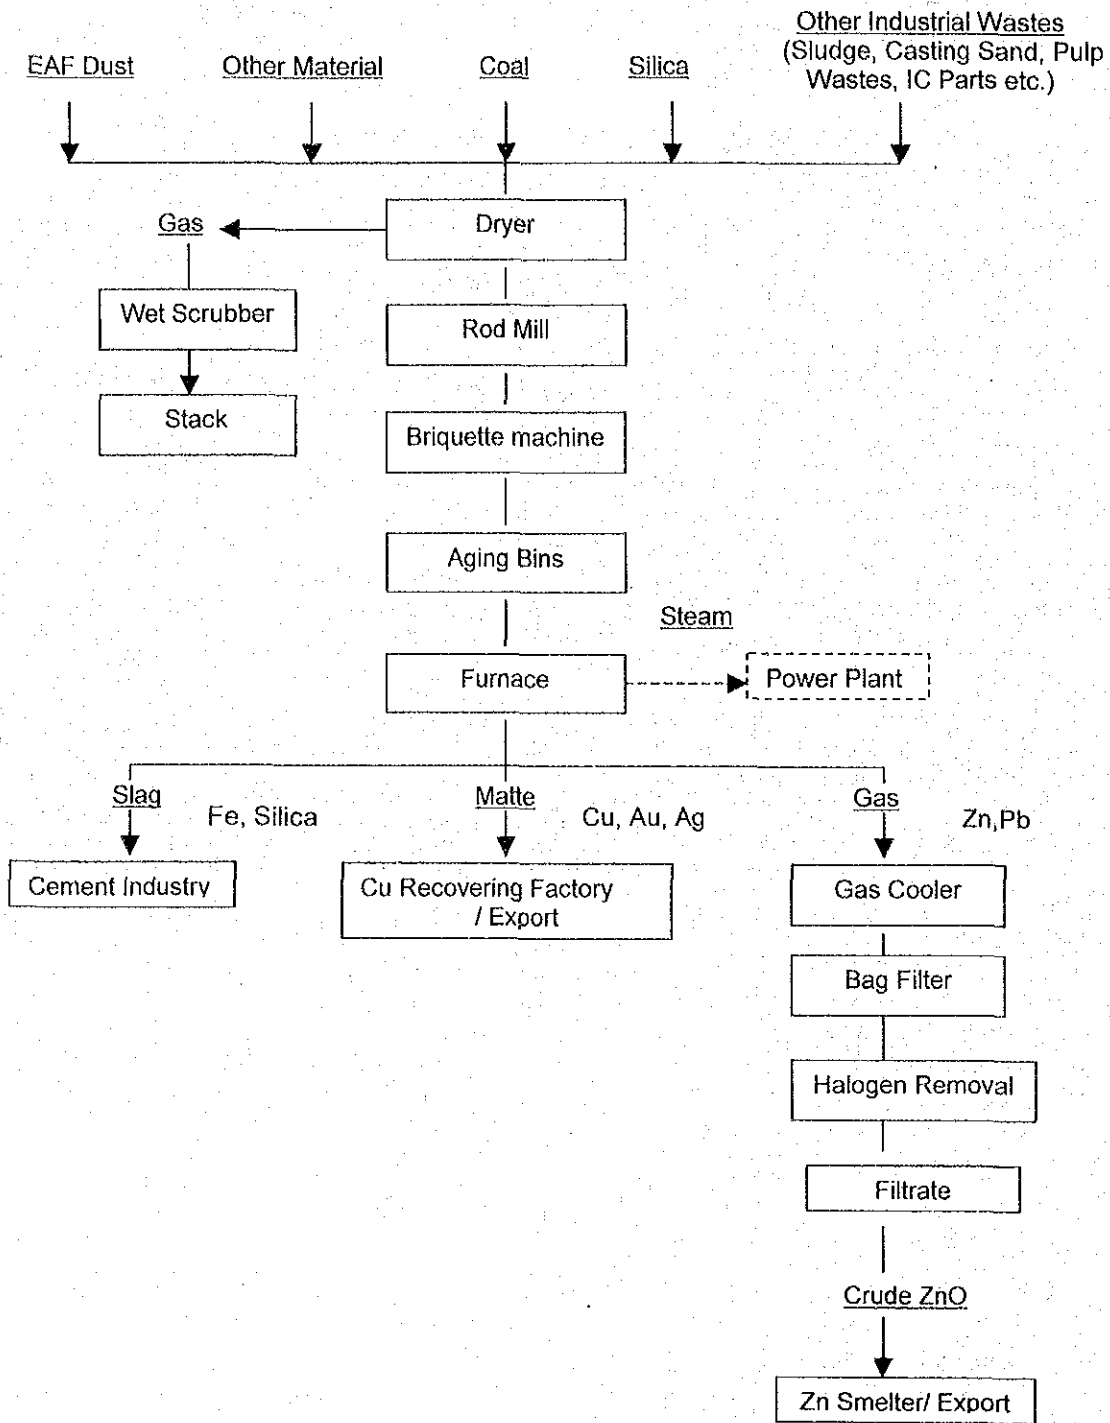 Other Industrial Wastes
(Sludge, Casting Sand, Pulp
Wastes, IC Parts etc.)
EAF Dust
Other Material
Coal
Silica
Gas
Dryer
Wet Scrubber
Rod Mill
Stack
Briquette machine
Aging Bins
Steam
Furnace
Power Plant
Slag
Fe, Silica
Matte
Cu, Au, Ag
Gas
Zn,Pb
Cement Industry
Cu Recovering Factory
/ Export
Gas Cooler
Bag Filter
Halogen Removal
Filtrate
Crude ZnO
Zn Smelter/ Export